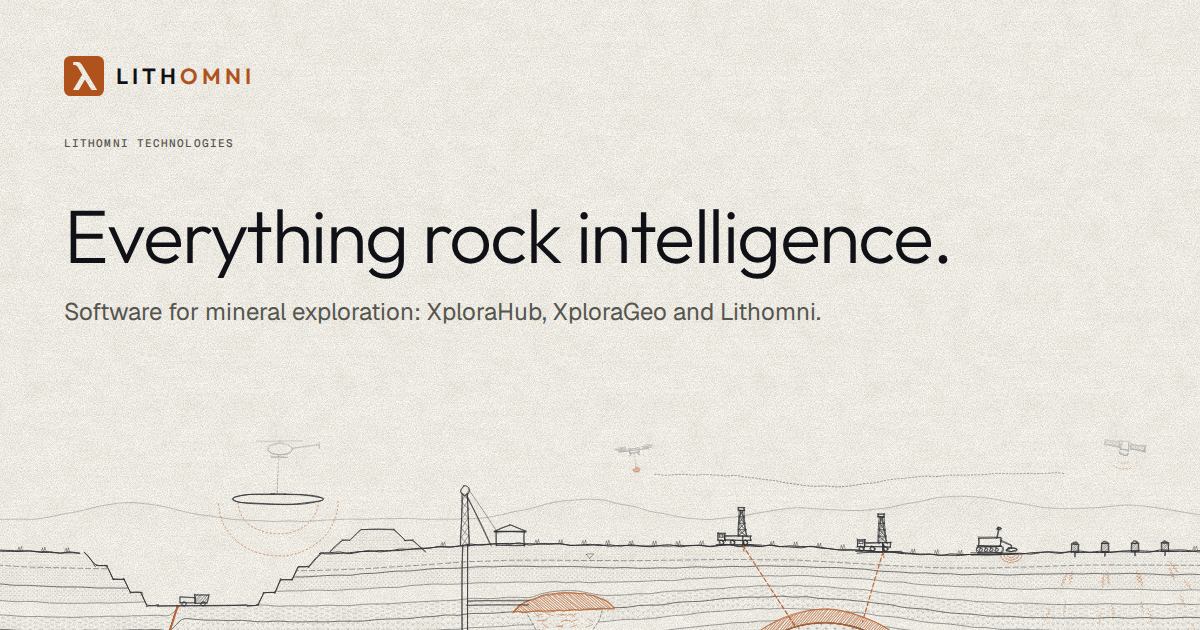 LITHOMNI
LITHOMNI TECHNOLOGIES
Everything rock intelligence.
Software for mineral exploration: XploraHub, XploraGeo and Lithomni.